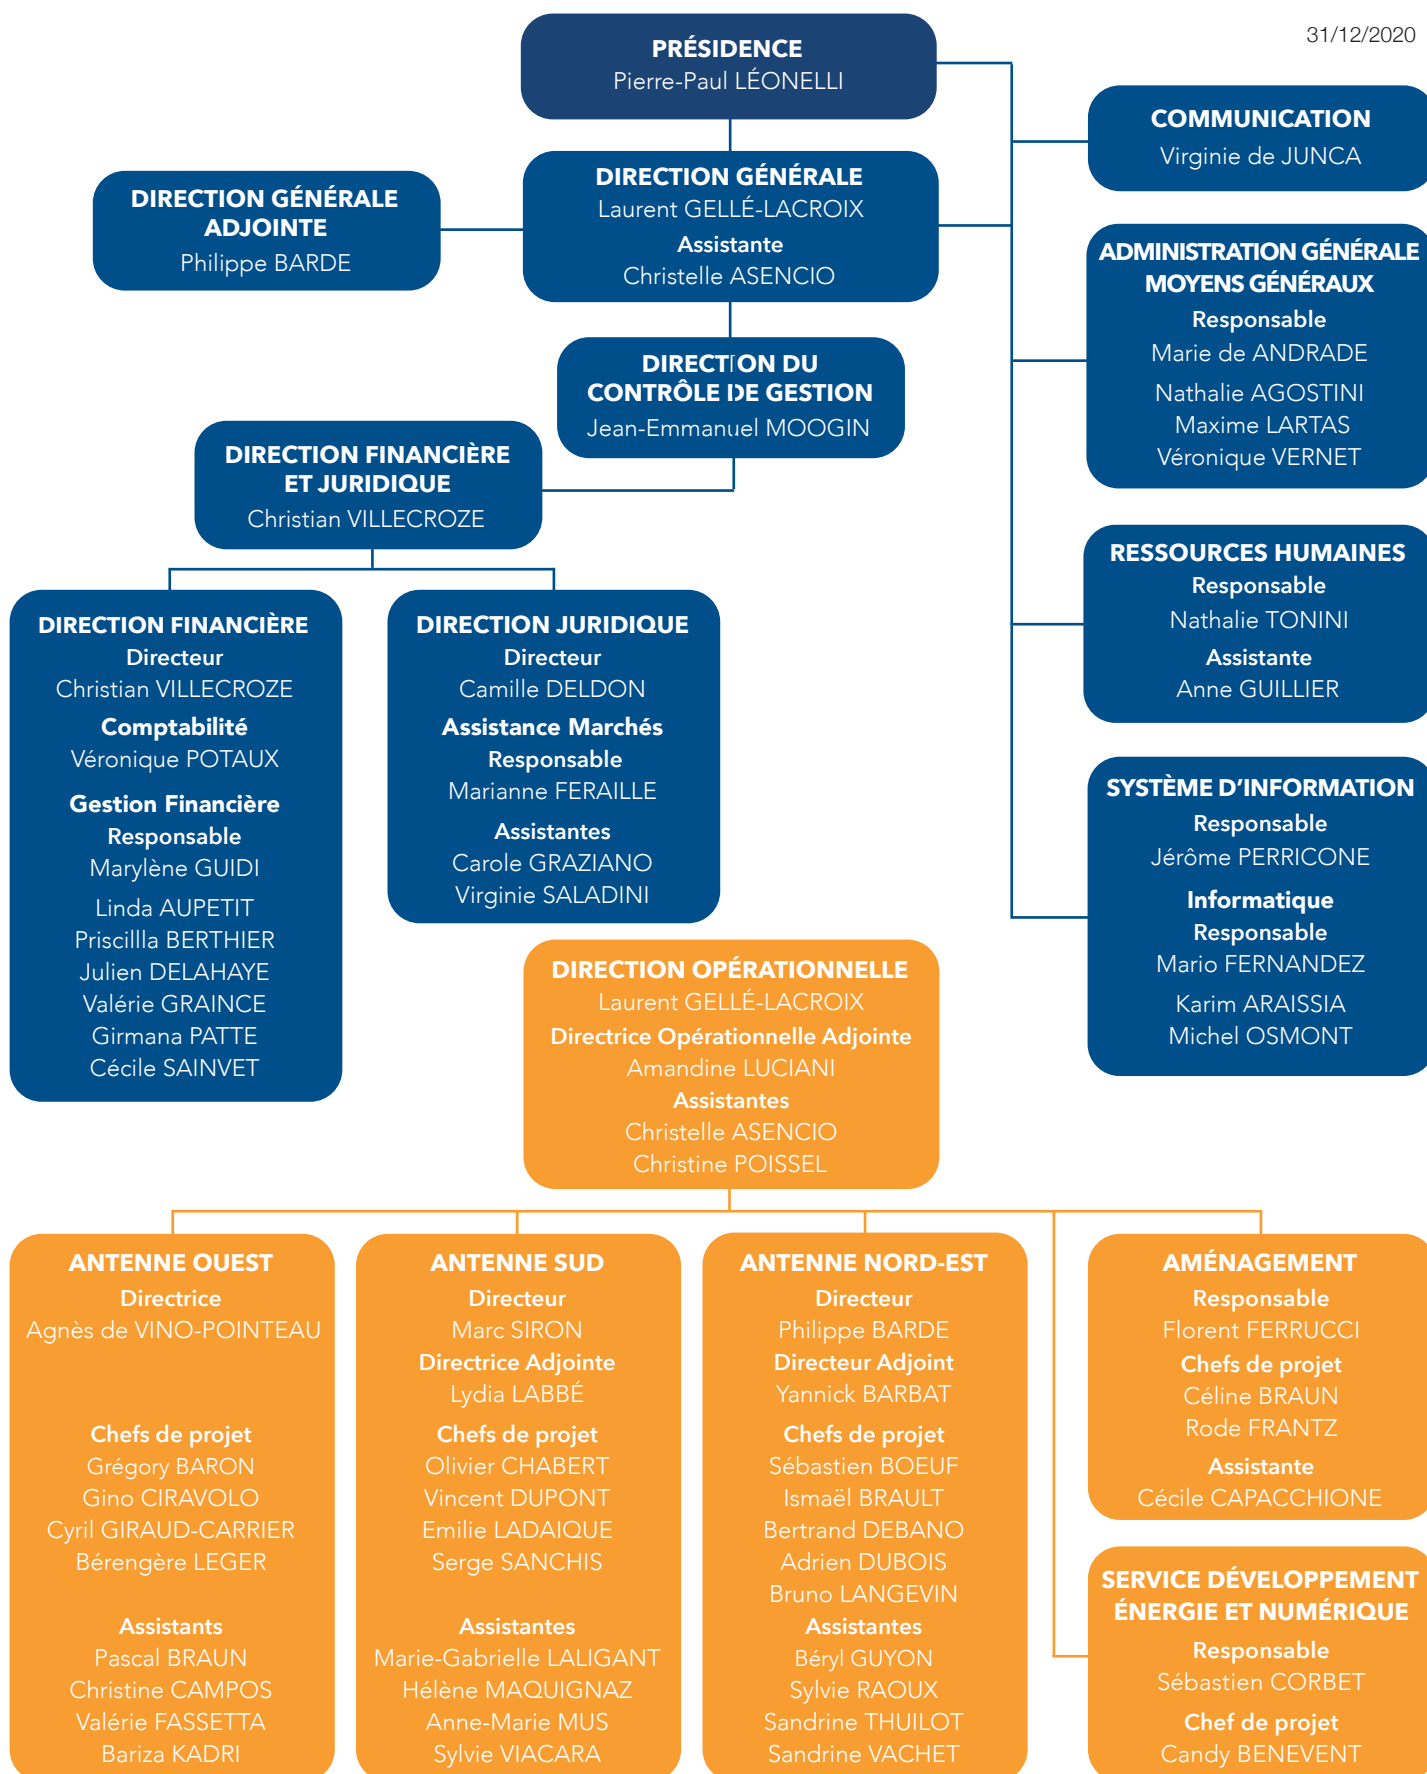 31/12/2020
PRÉSIDENCE
Pierre-Paul LÉONELLI
COMMUNICATION
Virginie de JUNCA
DIRECTION GÉNÉRALE
Laurent GELLÉ-LACROIX
Assistante
Christelle ASENCIO
DIRECTION GÉNÉRALE
ADJOINTE
Philippe BARDE
ADMINISTRATION GÉNÉRALE
MOYENS GÉNÉRAUX
Responsable
Marie de ANDRADE
Nathalie AGOSTINI
Maxime LARTAS
Véronique VERNET
DIRECTION DU
CONTRÔLE DE GESTION
Jean-Emmanuel MOOGIN
DIRECTION FINANCIÈRE
ET JURIDIQUE
Christian VILLECROZE
RESSOURCES HUMAINES
Responsable
Nathalie TONINI
Assistante
Anne GUILLIER
DIRECTION FINANCIÈRE
Directeur
Christian VILLECROZE
Comptabilité
Véronique POTAUX
Gestion Financière
Responsable
Marylène GUIDI
Linda AUPETIT
Priscillla BERTHIER
Julien DELAHAYE
Valérie GRAINCE
Girmana PATTE
Cécile SAINVET
DIRECTION JURIDIQUE
Directeur
Camille DELDON
Assistance Marchés
Responsable
Marianne FERAILLE
Assistantes
Carole GRAZIANO
Virginie SALADINI
SYSTÈME D'INFORMATION
Responsable
Jérôme PERRICONE
Informatique
Responsable
Mario FERNANDEZ
Karim ARAISSIA
Michel OSMONT
DIRECTION OPÉRATIONNELLE
Laurent GELLÉ-LACROIX
Directrice Opérationnelle Adjointe
Amandine LUCIANI
Assistantes
Christelle ASENCIO
Christine POISSEL
ANTENNE OUEST
Directrice
Agnès de VINO-POINTEAU
Chefs de projet
Grégory BARON
Gino CIRAVOLO
Cyril GIRAUD-CARRIER
Bérengère LEGER
Assistants
Pascal BRAUN
Christine CAMPOS
Valérie FASSETTA
Bariza KADRI
ANTENNE SUD
Directeur
Marc SIRON
Directrice Adjointe
Lydia LABBÉ
Chefs de projet
Olivier CHABERT
Vincent DUPONT
Emilie LADAIQUE
Serge SANCHIS
Assistantes
Marie-Gabrielle LALIGANT
Hélène MAQUIGNAZ
Anne-Marie MUS
Sylvie VIACARA
ANTENNE NORD-EST
Directeur
Philippe BARDE
Directeur Adjoint
Yannick BARBAT
Chefs de projet
Sébastien BOEUF
Ismaël BRAULT
Bertrand DEBANO
Adrien DUBOIS
Bruno LANGEVIN
Assistantes
Béryl GUYON
Sylvie RAOUX
Sandrine THUILOT
Sandrine VACHET
AMÉNAGEMENT
Responsable
Florent FERRUCCI
Chefs de projet
Céline BRAUN
Rode FRANTZ
Assistante
Cécile CAPACCHIONE
SERVICE DÉVELOPPEMENT
ÉNERGIE ET NUMÉRIQUE
Responsable
Sébastien CORBET
Chef de projet
Candy BENEVENT